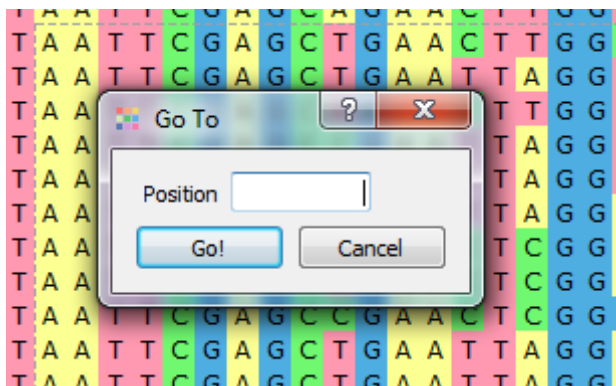 T A A T T C G A G C A G A A C T T G G
T A A T T C G A G C T G A A C T T G G
T A A T T C G A G C T G A A T T A G G
T A A Go To ? X T T G G
T A A T A G G
T A A T A G G
Position
T A A T A G G
T A A Go! Cancel T C G G
T A A T C G G
T A A T T C G A G C C G A A C T C G G
T A A T T C G A G C T G A A T T A G G
T A A T T C G A G C T G A A T T A G G